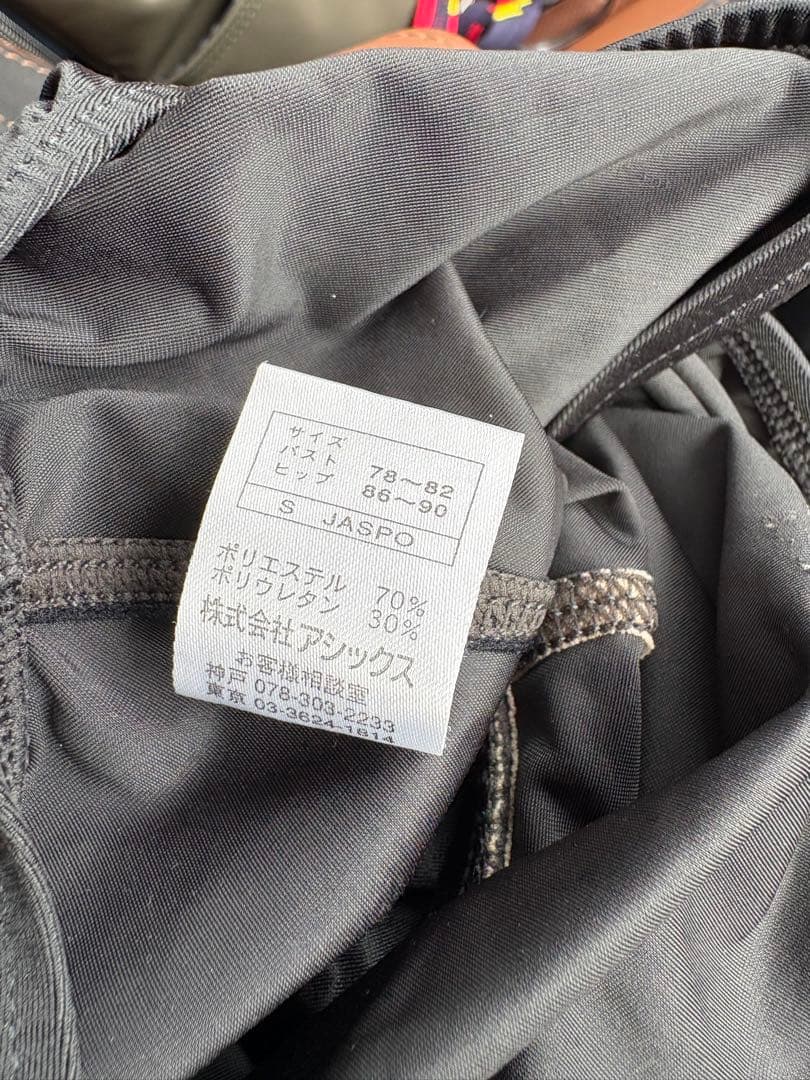 サイズ
バスト 78～82
ヒップ 86～90
S JASPO
ポリエステル 70%
ポリウレタン 30%
株式会社アシックス
お客様相談室
神戸 078-303-2233
東京 03-3624-1814